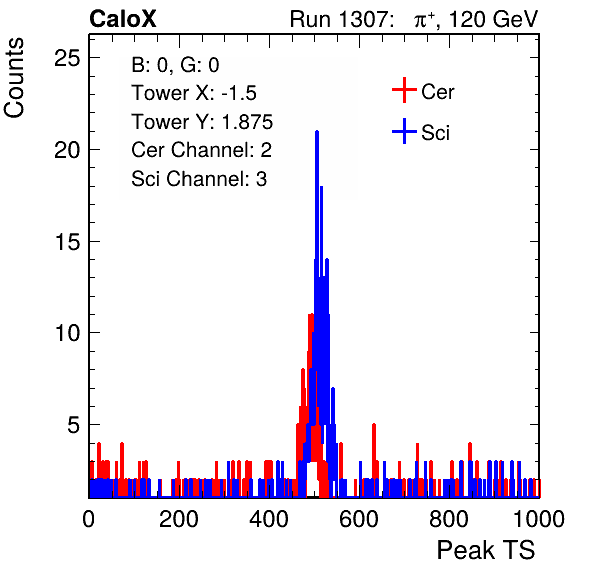 CaloX Run 1307: π+, 120 GeV
Counts
25
20
15
10
5
B: 0, G: 0
Tower X: -1.5
Tower Y: 1.875
Cer Channel: 2
Sci Channel: 3
Cer
Sci
0 200 400 600 800 1000
Peak TS